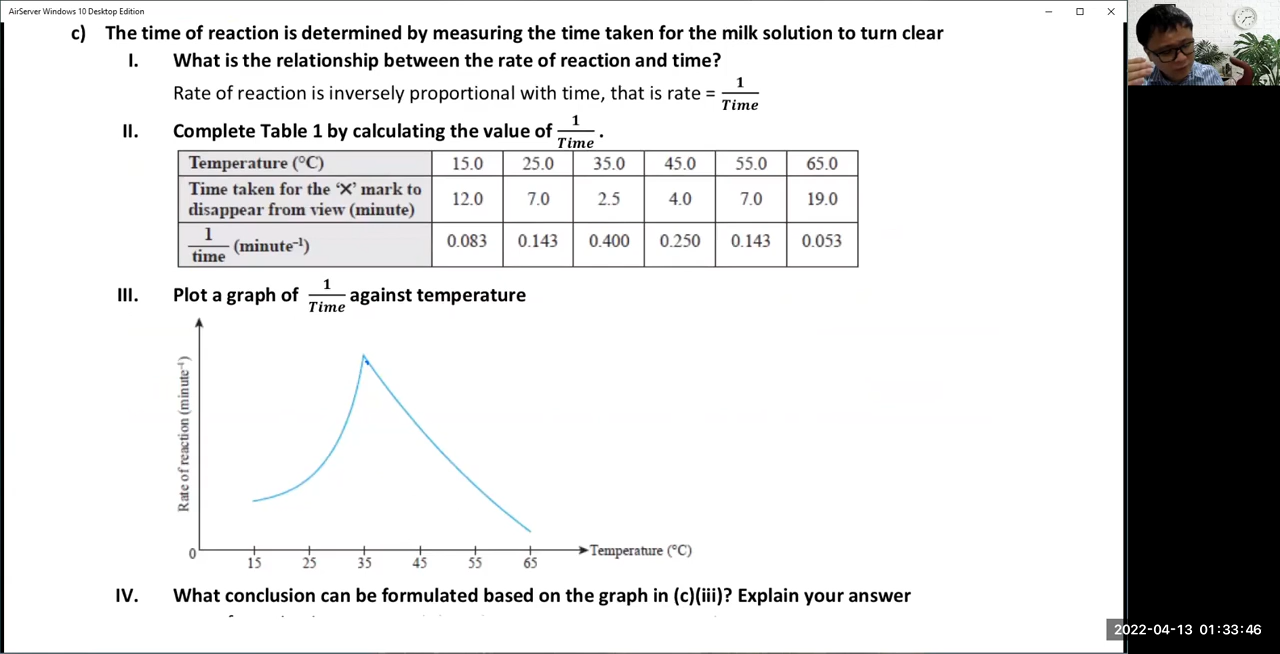 AirServer Windows 10 Desktop Edition
c) The time of reaction is determined by measuring the time taken for the milk solution to turn clear
I. What is the relationship between the rate of reaction and time?
Rate of reaction is inversely proportional with time, that is rate = 1/Time
II. Complete Table 1 by calculating the value of 1/Time .
Temperature (°C) 15.0 25.0 35.0 45.0 55.0 65.0
Time taken for the ‘✕’ mark to
disappear from view (minute) 12.0 7.0 2.5 4.0 7.0 19.0
1/time (minute⁻¹) 0.083 0.143 0.400 0.250 0.143 0.053
III. Plot a graph of 1/Time against temperature
Rate of reaction (minute⁻¹)
0
15 25 35 45 55 65
Temperature (°C)
IV. What conclusion can be formulated based on the graph in (c)(iii)? Explain your answer
2022-04-13 01:33:46